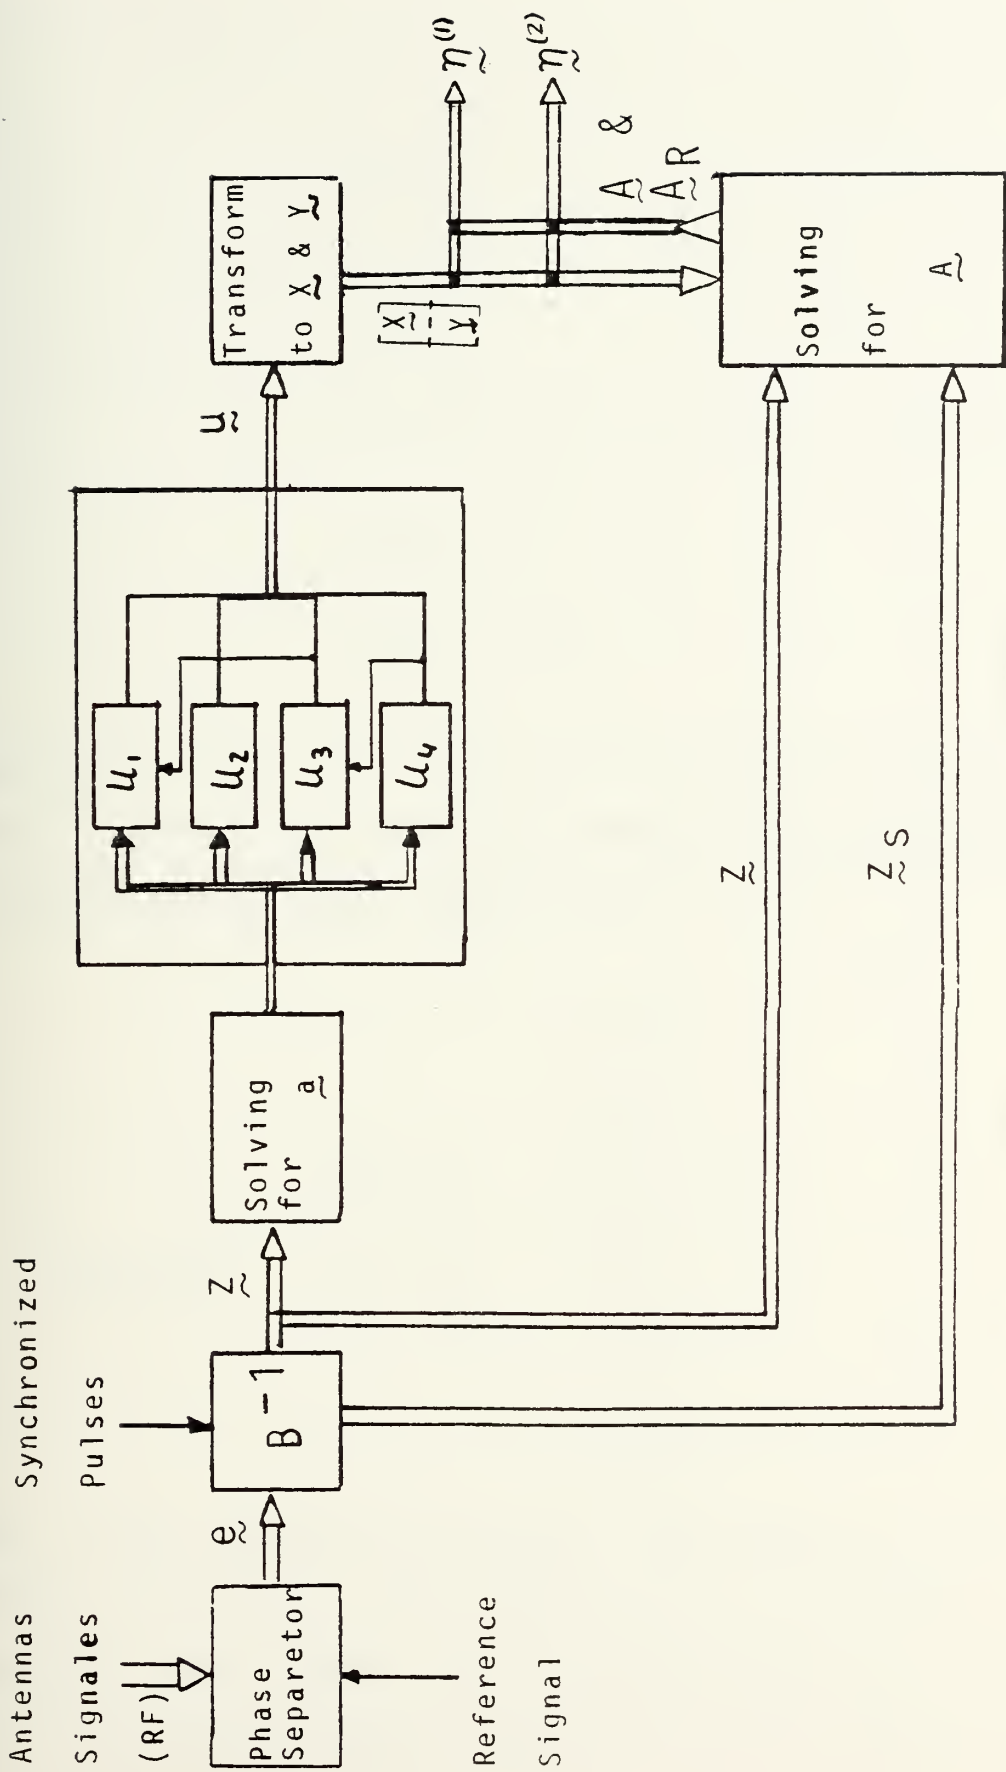 Antennas
Signales
(RF)
Synchronized
Pulses
Phase
Separetor
Reference
Signal
ḛ
B⁻¹
Z̰
Solving
for
a̰
u₁
u₂
u₃
u₄
ṵ
Transform
to X̰ & Y̰
[X̰ - Y̰]
η̰⁽¹⁾
η̰⁽²⁾
A̰ &
A̰R
Z̰
Z̰S
Solving
for
A̰